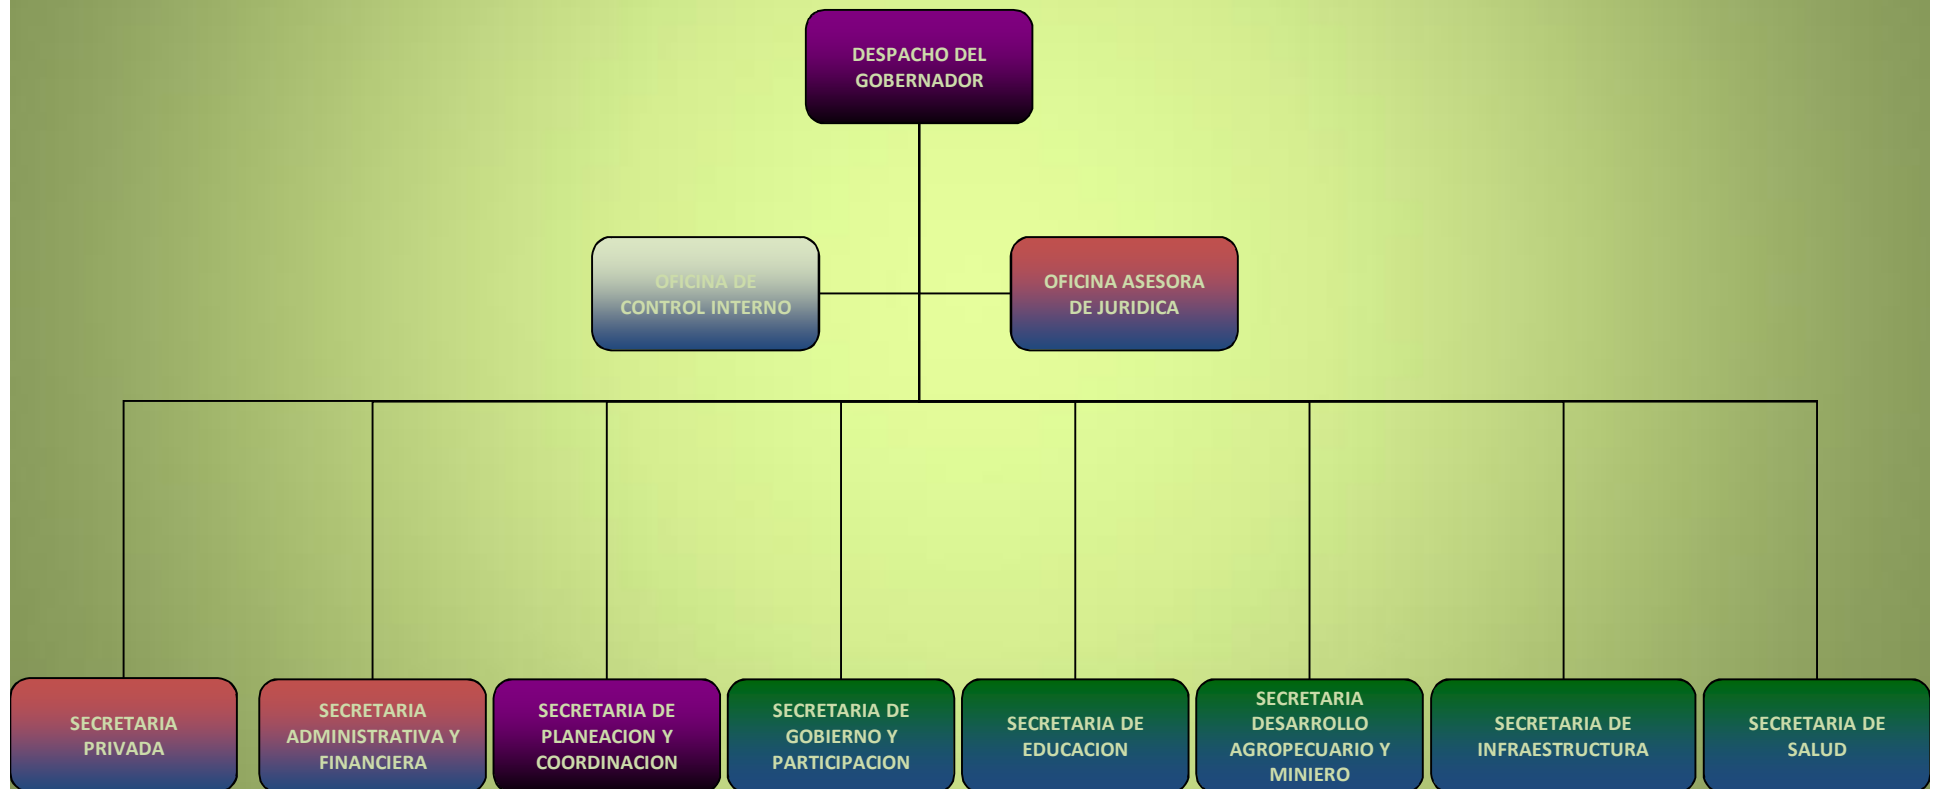 DESPACHO DEL
GOBERNADOR
OFICINA DE
CONTROL INTERNO
OFICINA ASESORA
DE JURIDICA
SECRETARIA
PRIVADA
SECRETARIA
ADMINISTRATIVA Y
FINANCIERA
SECRETARIA DE
PLANEACION Y
COORDINACION
SECRETARIA DE
GOBIERNO Y
PARTICIPACION
SECRETARIA DE
EDUCACION
SECRETARIA
DESARROLLO
AGROPECUARIO Y
MINIERO
SECRETARIA DE
INFRAESTRUCTURA
SECRETARIA DE
SALUD